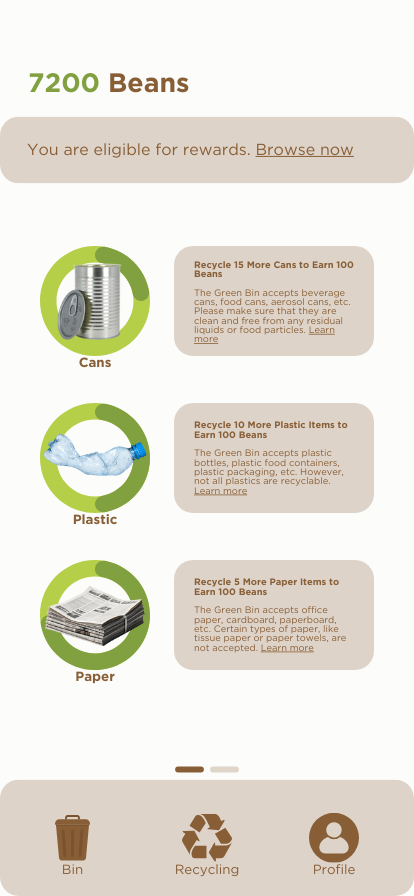 7200 Beans
You are eligible for rewards. Browse now
Recycle 15 More Cans to Earn 100
Beans
The Green Bin accepts beverage
cans, food cans, aerosol cans, etc.
Please make sure that they are
clean and free from any residual
liquids or food particles. Learn
more
Cans
Recycle 10 More Plastic Items to
Earn 100 Beans
The Green Bin accepts plastic
bottles, plastic food containers,
plastic packaging, etc. However,
not all plastics are recyclable.
Learn more
Plastic
Recycle 5 More Paper Items to
Earn 100 Beans
The Green Bin accepts office
paper, cardboard, paperboard,
etc. Certain types of paper, like
tissue paper or paper towels, are
not accepted. Learn more
Paper
Bin
Recycling
Profile